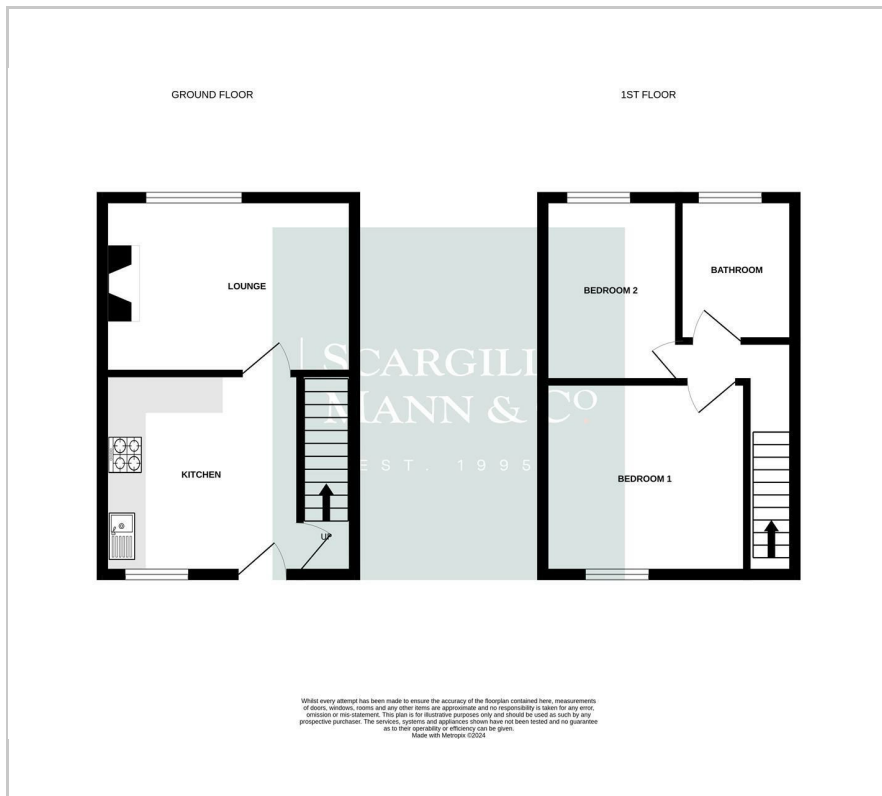 GROUND FLOOR
1ST FLOOR
LOUNGE
KITCHEN
UP
BEDROOM 2
BATHROOM
BEDROOM 1
SCARGILL
MANN & CO
EST. 1995
Whilst every attempt has been made to ensure the accuracy of the floorplan contained here, measurements
of doors, windows, rooms and any other items are approximate and no responsibility is taken for any error,
omission or mis-statement. This plan is for illustrative purposes only and should be used as such by any
prospective purchaser. The services, systems and appliances shown have not been tested and no guarantee
as to their operability or efficiency can be given.
Made with Metropix ©2024